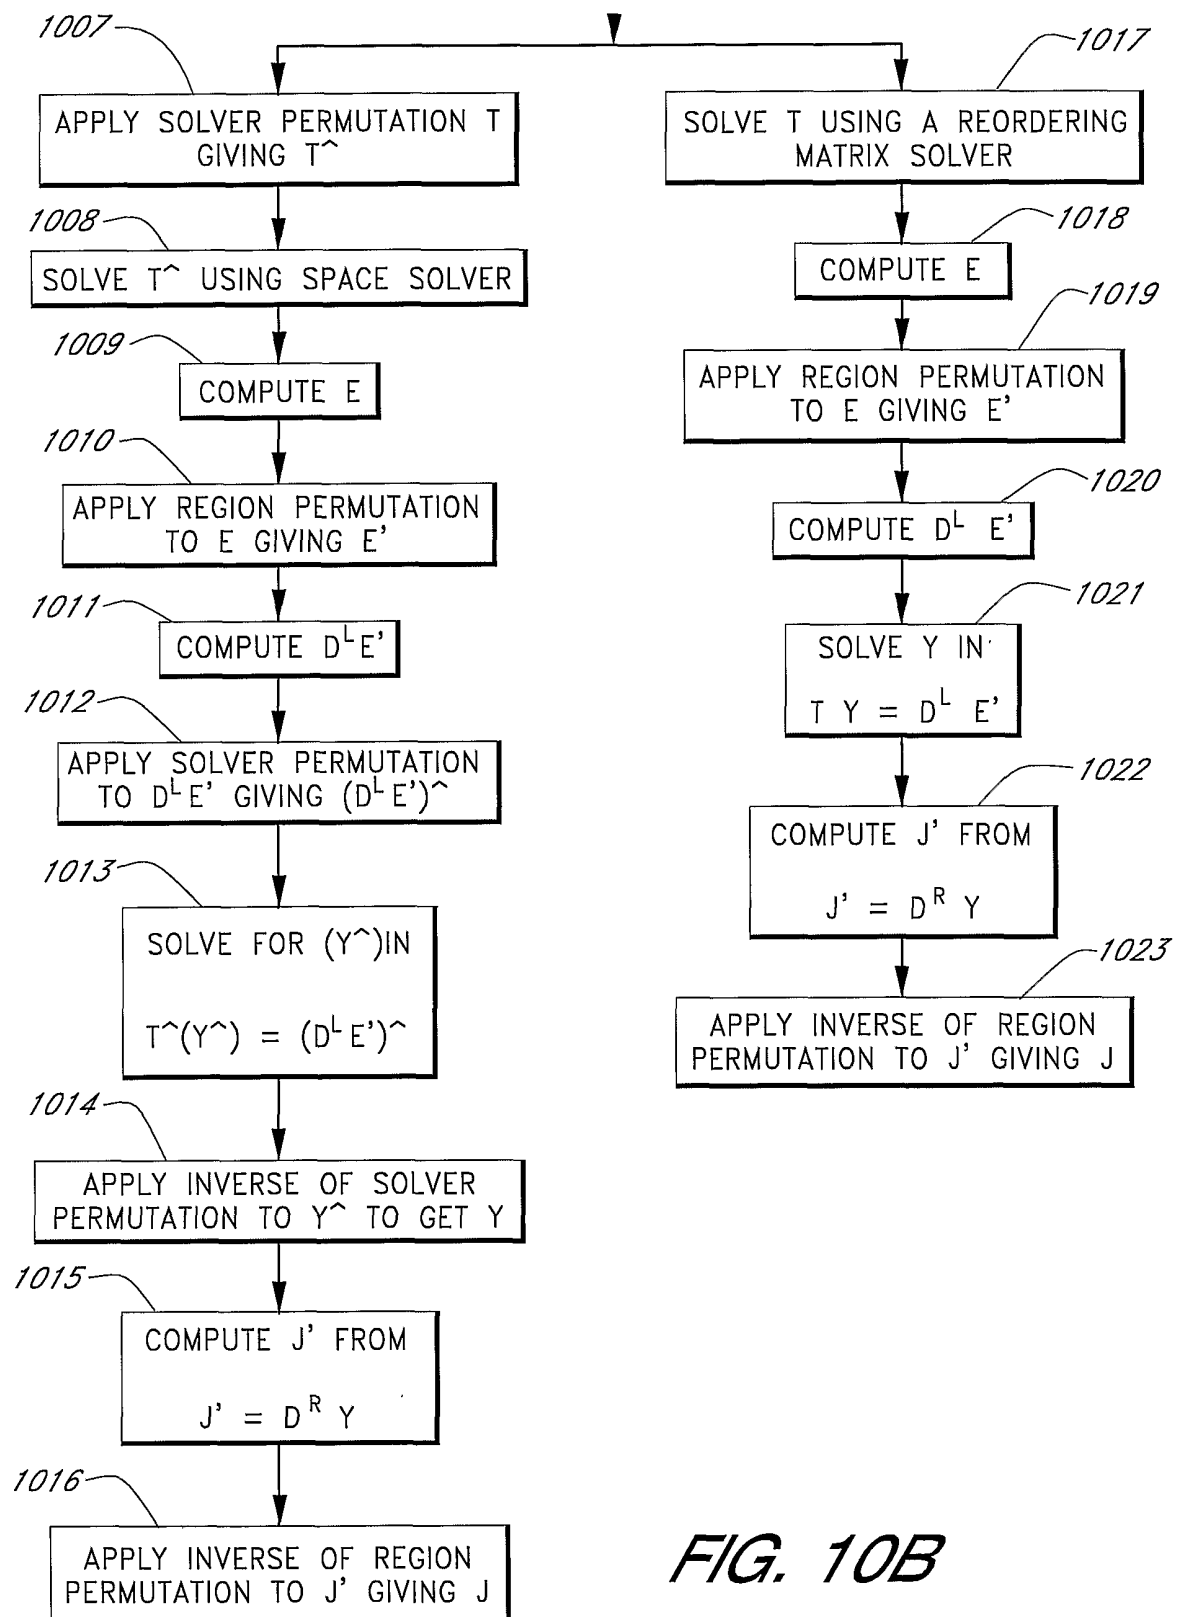 1007
APPLY SOLVER PERMUTATION T
GIVING T^
1008
SOLVE T^ USING SPACE SOLVER
1009
COMPUTE E
1010
APPLY REGION PERMUTATION
TO E GIVING E'
1011
COMPUTE D^L E'
1012
APPLY SOLVER PERMUTATION
TO D^L E' GIVING (D^L E')^
1013
SOLVE FOR (Y^)IN
T^(Y^) = (D^L E')^
1014
APPLY INVERSE OF SOLVER
PERMUTATION TO Y^ TO GET Y
1015
COMPUTE J' FROM
J' = D^R Y
1016
APPLY INVERSE OF REGION
PERMUTATION TO J' GIVING J
1017
SOLVE T USING A REORDERING
MATRIX SOLVER
1018
COMPUTE E
1019
APPLY REGION PERMUTATION
TO E GIVING E'
1020
COMPUTE D^L E'
1021
SOLVE Y IN
T Y = D^L E'
1022
COMPUTE J' FROM
J' = D^R Y
1023
APPLY INVERSE OF REGION
PERMUTATION TO J' GIVING J
FIG. 10B